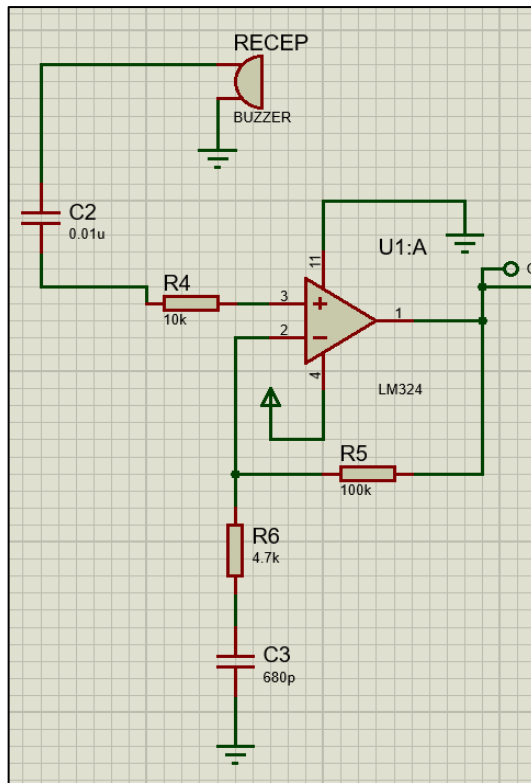 RECEP
BUZZER
C2
0.01u
U1:A
11
R4
10k
3
2
1
4
LM324
R5
100k
R6
4.7k
C3
680p